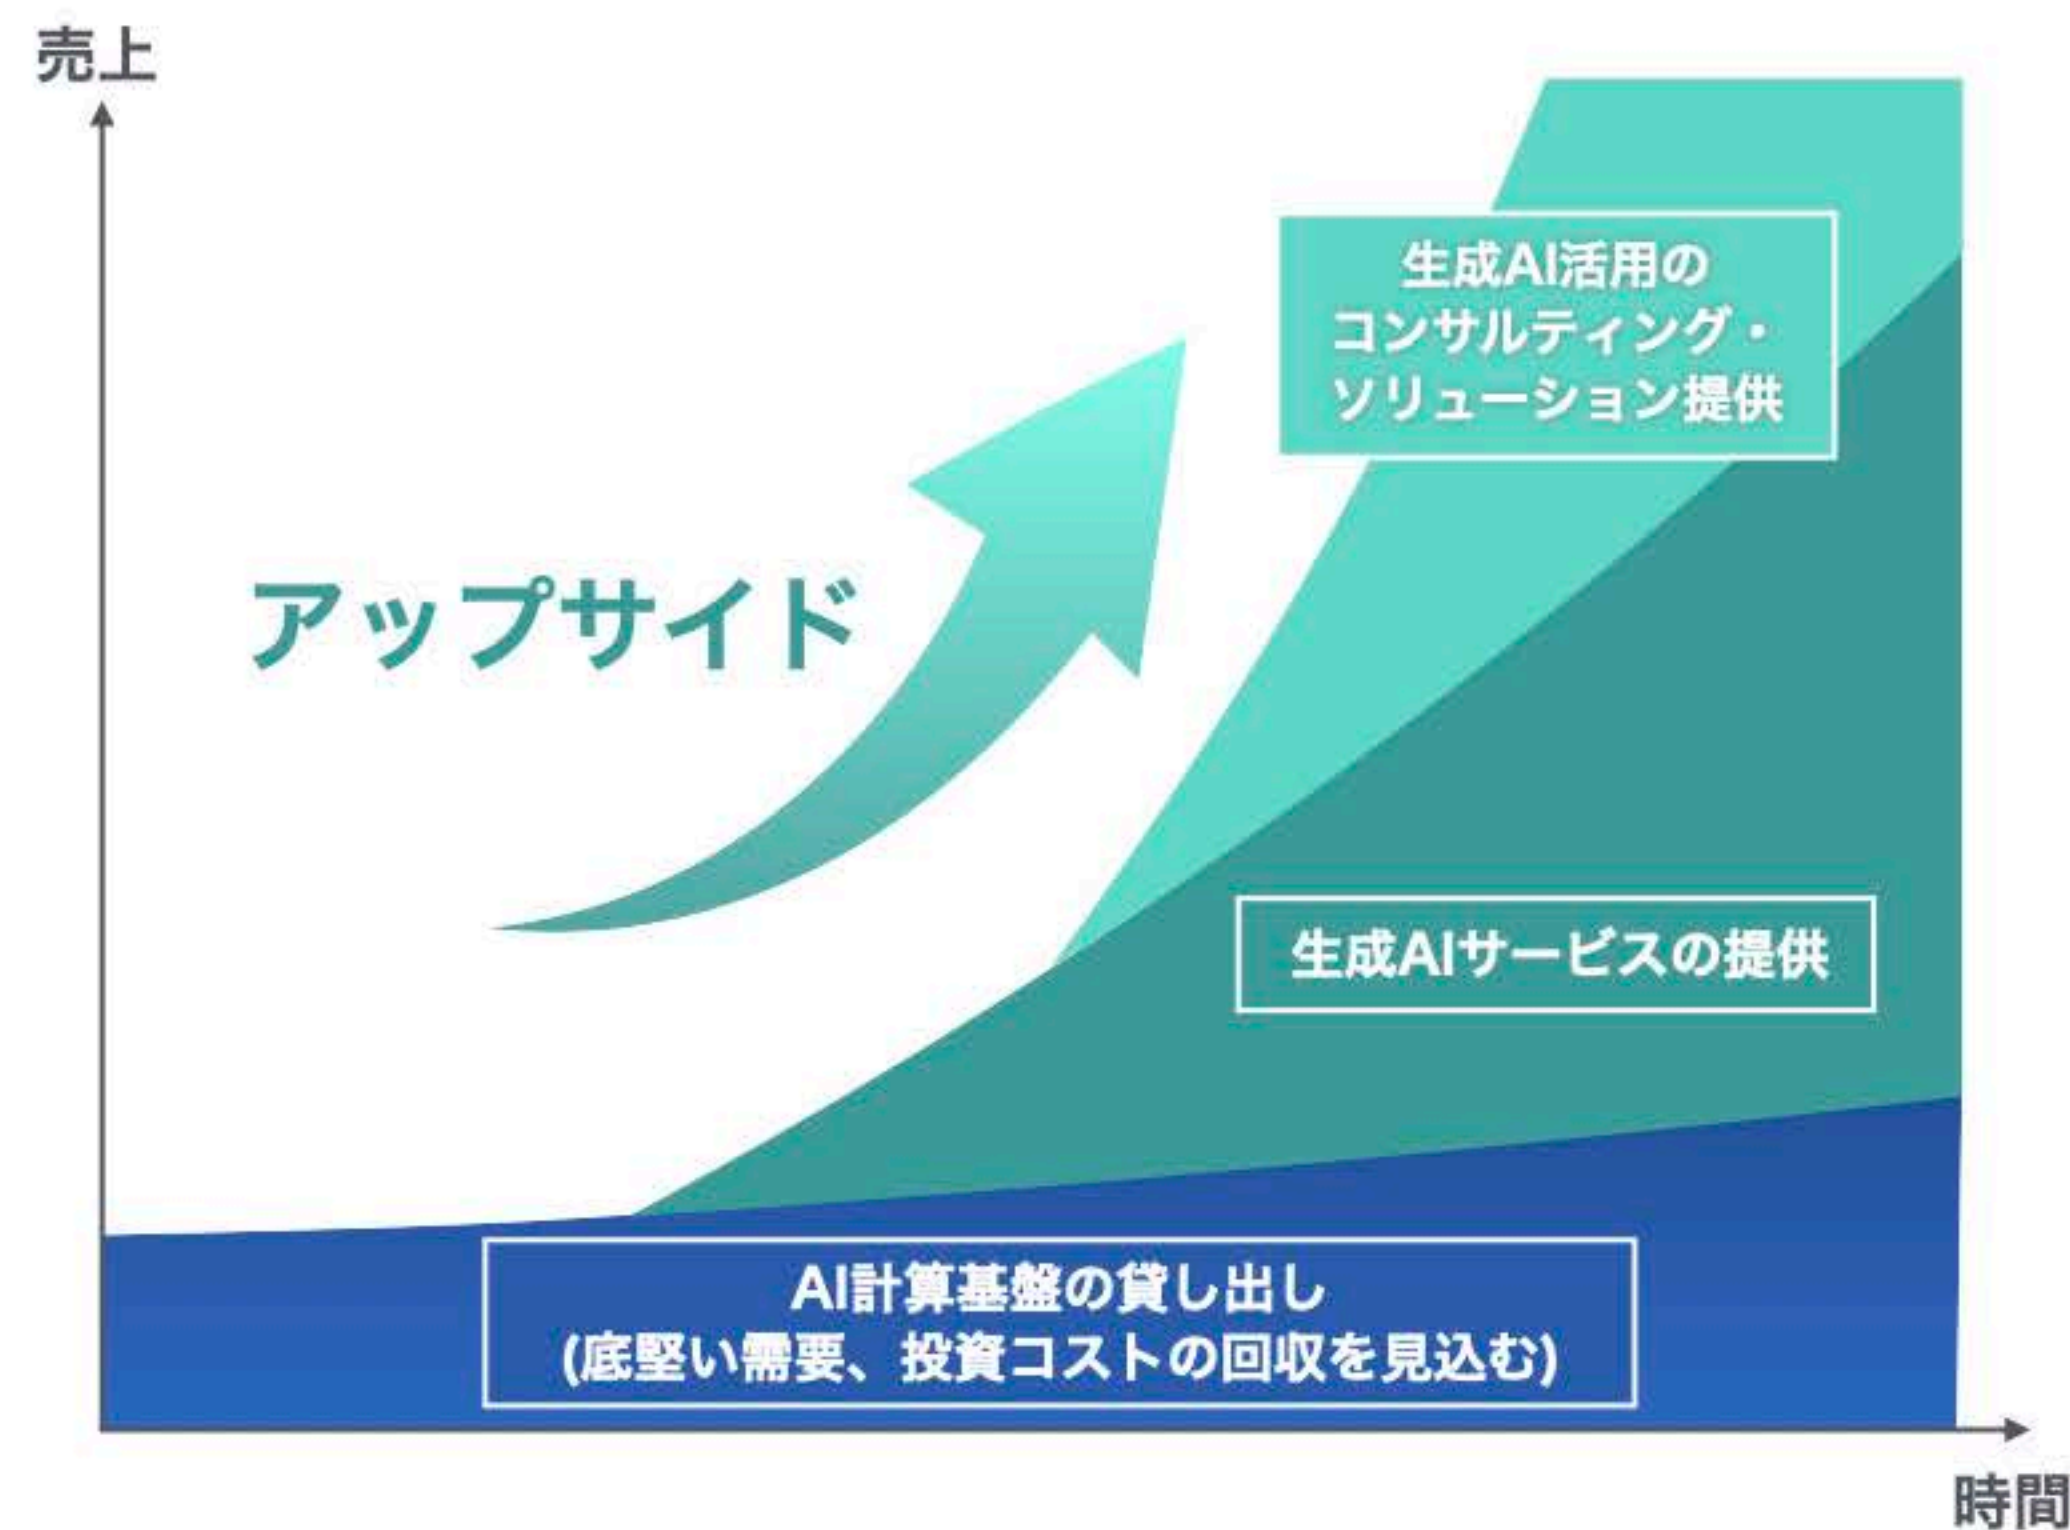 売上
生成AI活用の
コンサルティング・
ソリューション提供
アップサイド
生成AIサービスの提供
AI計算基盤の貸し出し
(底堅い需要、投資コストの回収を見込む)
時間